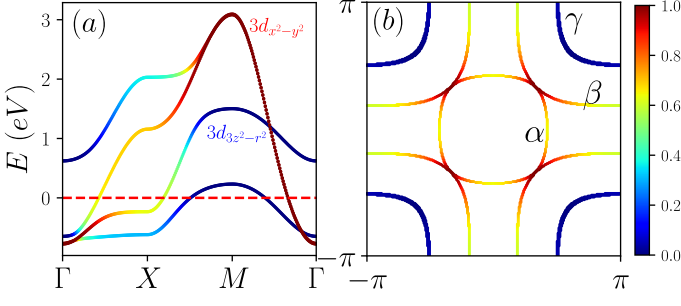 (a)
E (eV)
3
2
1
0
3d_{x²−y²}
3d_{3z²−r²}
Γ X M Γ
(b)
π
−π
−π π
γ
β
α
1.0
0.8
0.6
0.4
0.2
0.0